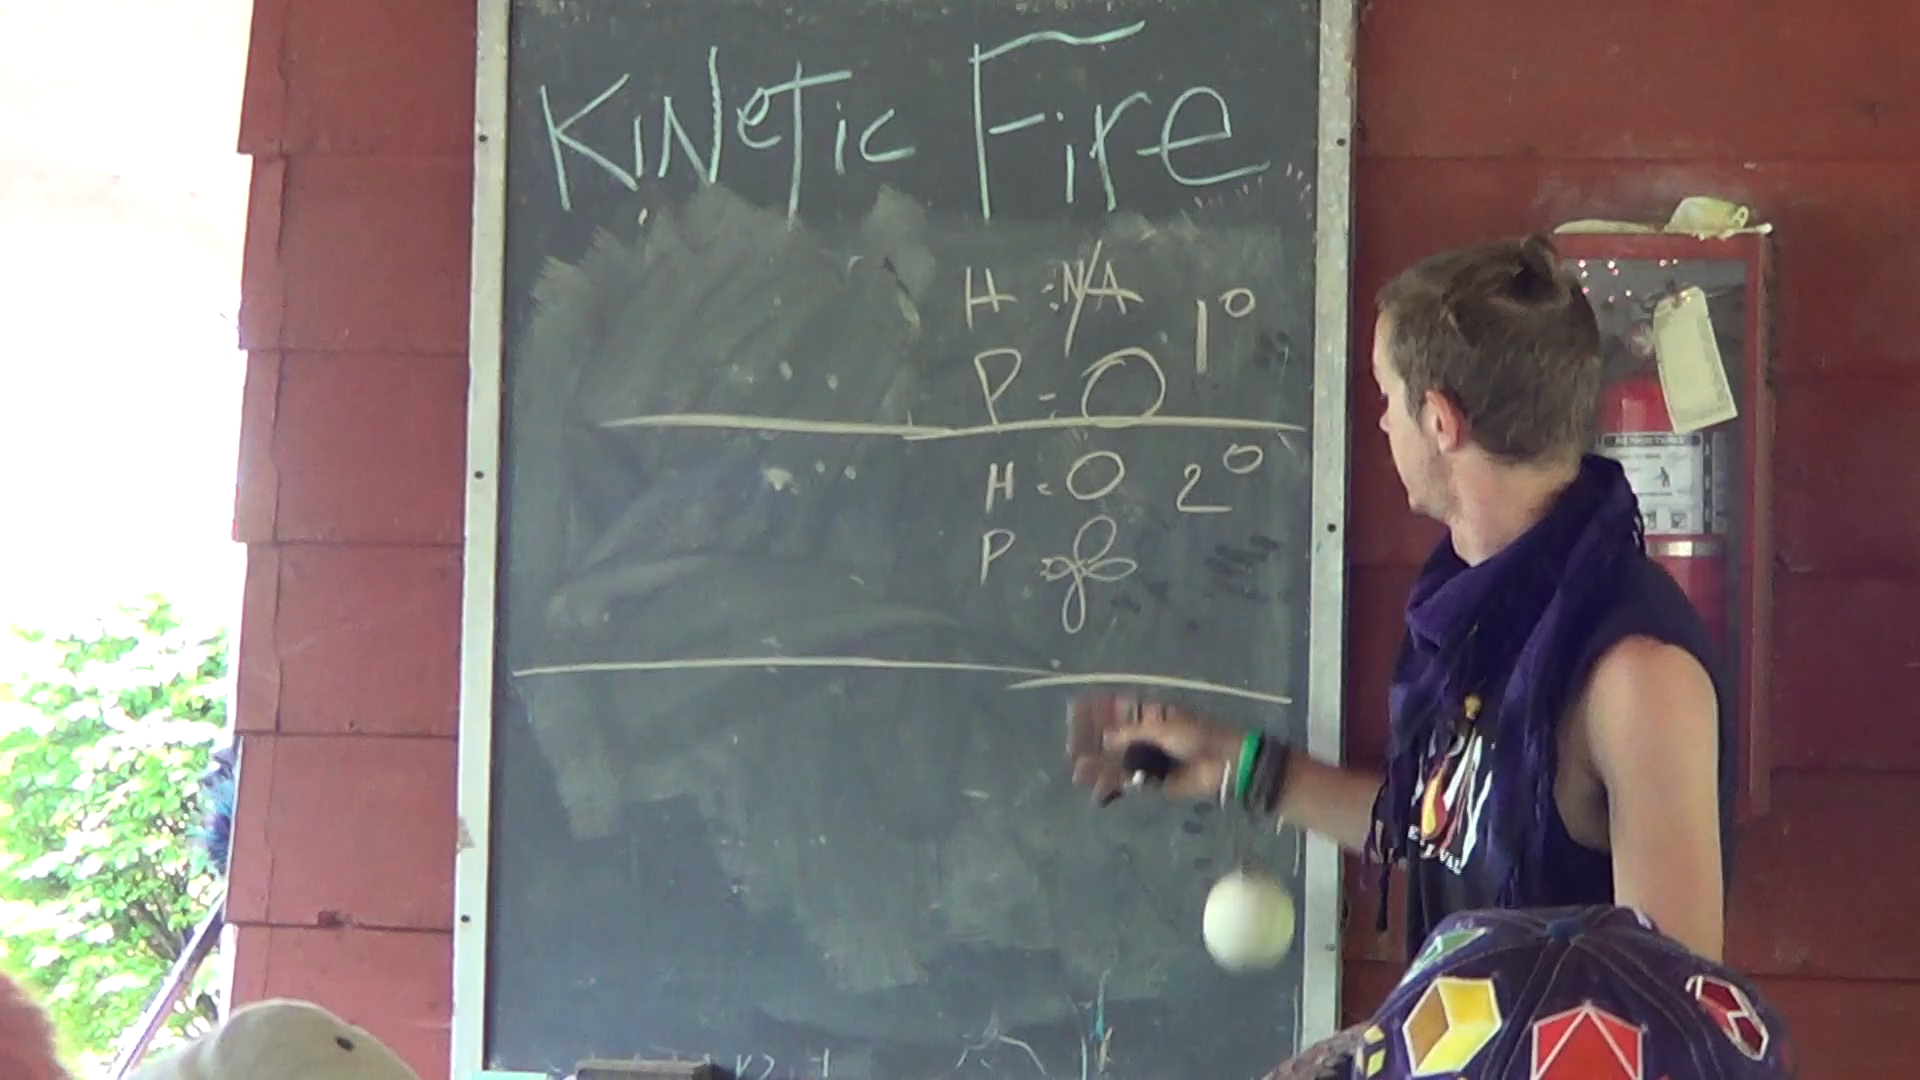 KiNeTic Fire
H : N/A 1°
P - O
H - O 2°
P